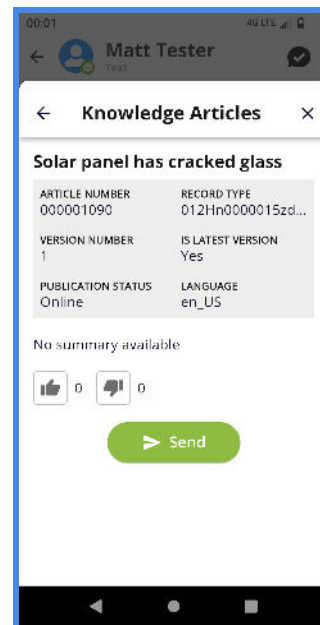 00:01 4G LTE
Matt Tester
Text
Knowledge Articles
Solar panel has cracked glass
ARTICLE NUMBER RECORD TYPE
000001090 012Hn0000015zd...
VERSION NUMBER IS LATEST VERSION
1 Yes
PUBLICATION STATUS LANGUAGE
Online en_US
No summary available
0 0
Send